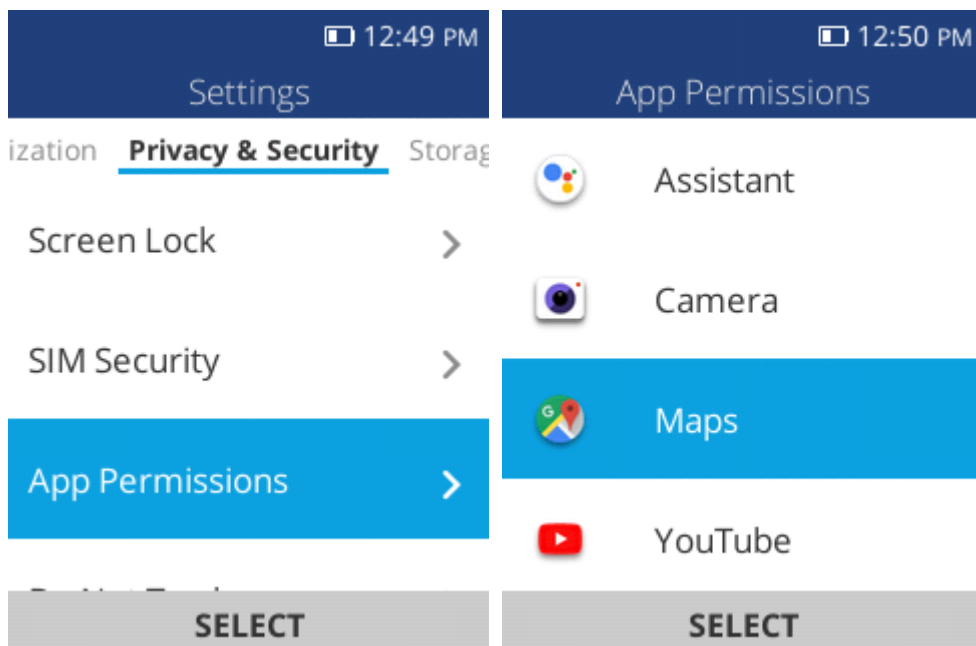 12:49 PM
Settings
ization Privacy & Security Storag
Screen Lock
SIM Security
App Permissions
SELECT
12:50 PM
App Permissions
Assistant
Camera
Maps
YouTube
SELECT